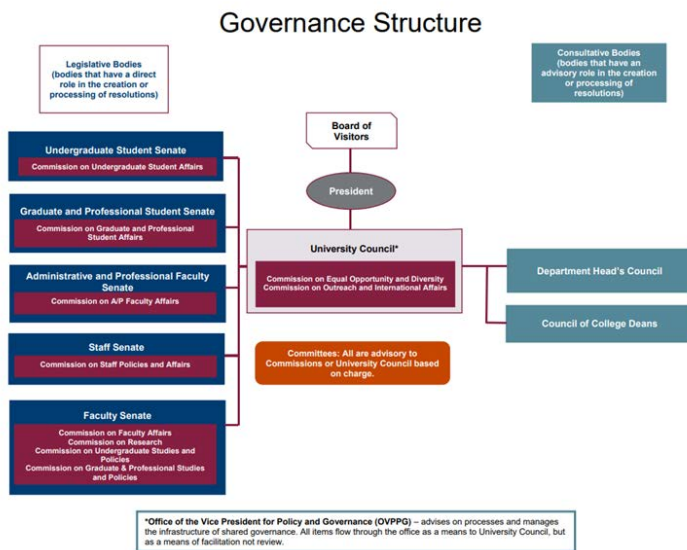 Governance Structure
Legislative Bodies
(bodies that have a direct
role in the creation or
processing of resolutions)
Consultative Bodies
(bodies that have an
advisory role in the creation
or processing of
resolutions)
Board of
Visitors
President
Undergraduate Student Senate
Commission on Undergraduate Student Affairs
Graduate and Professional Student Senate
Commission on Graduate and Professional
Student Affairs
Administrative and Professional Faculty
Senate
Commission on A/P Faculty Affairs
Staff Senate
Commission on Staff Policies and Affairs
Faculty Senate
Commission on Faculty Affairs
Commission on Research
Commission on Undergraduate Studies and
Policies
Commission on Graduate & Professional Studies and
Policies
University Council*
Commission on Equal Opportunity and Diversity
Commission on Outreach and International Affairs
Committees: All are advisory to
Commissions or University Council based
on charge.
Department Head's Council
Council of College Deans
*Office of the Vice President for Policy and Governance (OVPPG) – advises on processes and manages
the infrastructure of shared governance. All items flow through the office as a means to University Council, but
as a means of facilitation not review.